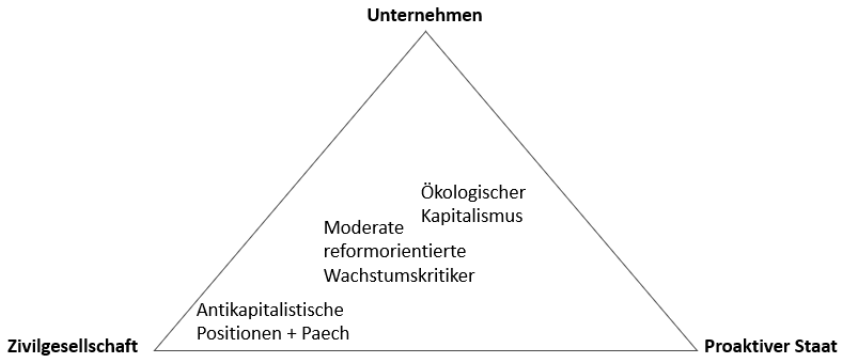 Unternehmen
Ökologischer
Kapitalismus
Moderate
reformorientierte
Wachstumskritiker
Antikapitalistische
Positionen + Paech
Zivilgesellschaft
Proaktiver Staat